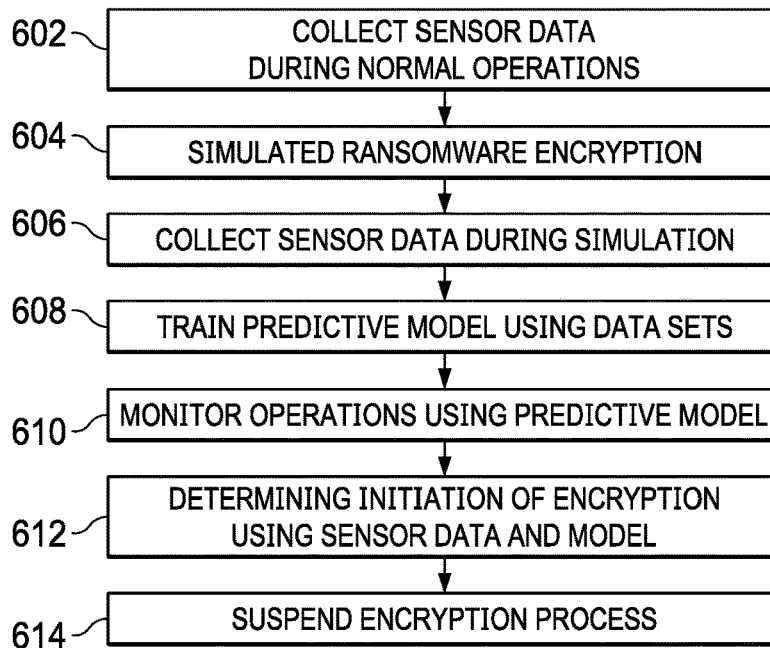 602
COLLECT SENSOR DATA
DURING NORMAL OPERATIONS
604
SIMULATED RANSOMWARE ENCRYPTION
606
COLLECT SENSOR DATA DURING SIMULATION
608
TRAIN PREDICTIVE MODEL USING DATA SETS
610
MONITOR OPERATIONS USING PREDICTIVE MODEL
612
DETERMINING INITIATION OF ENCRYPTION
USING SENSOR DATA AND MODEL
614
SUSPEND ENCRYPTION PROCESS